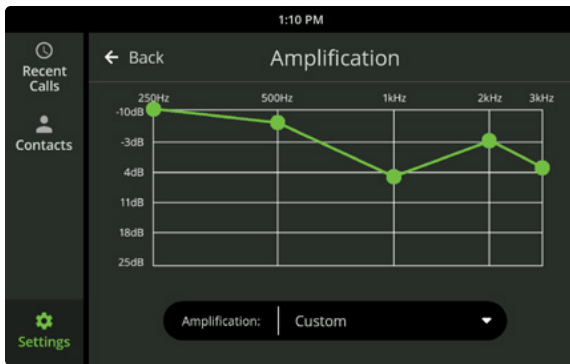 1:10 PM
Recent
Calls
Contacts
Settings
Back
Amplification
250Hz 500Hz 1kHz 2kHz 3kHz
-10dB
-3dB
4dB
11dB
18dB
25dB
Amplification: Custom